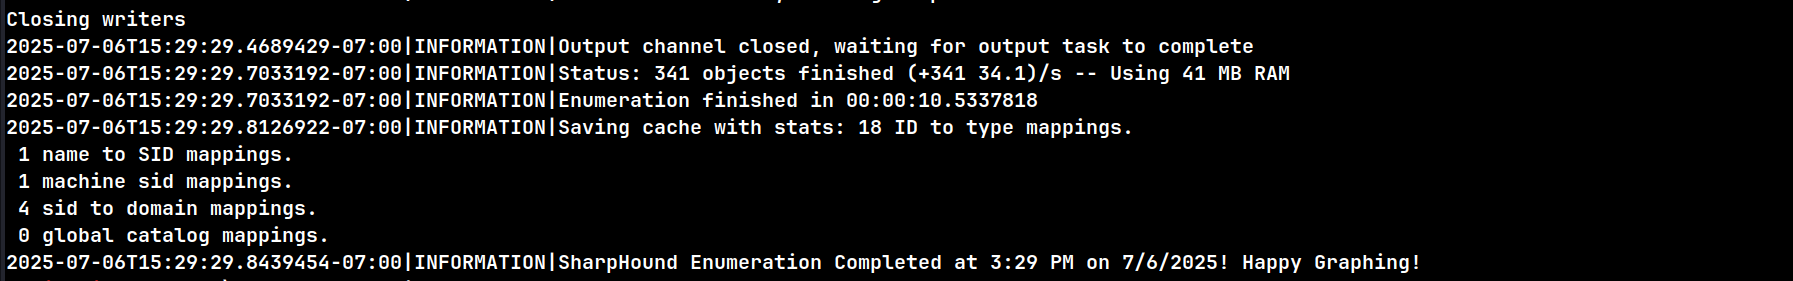 Closing writers
2025-07-06T15:29:29.4689429-07:00|INFORMATION|Output channel closed, waiting for output task to complete
2025-07-06T15:29:29.7033192-07:00|INFORMATION|Status: 341 objects finished (+341 34.1)/s -- Using 41 MB RAM
2025-07-06T15:29:29.7033192-07:00|INFORMATION|Enumeration finished in 00:00:10.5337818
2025-07-06T15:29:29.8126922-07:00|INFORMATION|Saving cache with stats: 18 ID to type mappings.
 1 name to SID mappings.
 1 machine sid mappings.
 4 sid to domain mappings.
 0 global catalog mappings.
2025-07-06T15:29:29.8439454-07:00|INFORMATION|SharpHound Enumeration Completed at 3:29 PM on 7/6/2025! Happy Graphing!